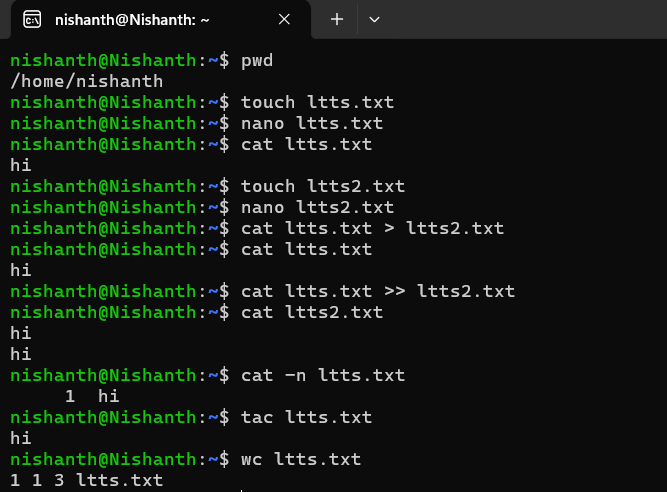 nishanth@Nishanth: ~
nishanth@Nishanth:~$ pwd
/home/nishanth
nishanth@Nishanth:~$ touch ltts.txt
nishanth@Nishanth:~$ nano ltts.txt
nishanth@Nishanth:~$ cat ltts.txt
hi
nishanth@Nishanth:~$ touch ltts2.txt
nishanth@Nishanth:~$ nano ltts2.txt
nishanth@Nishanth:~$ cat ltts.txt > ltts2.txt
nishanth@Nishanth:~$ cat ltts.txt
hi
nishanth@Nishanth:~$ cat ltts.txt >> ltts2.txt
nishanth@Nishanth:~$ cat ltts2.txt
hi
hi
nishanth@Nishanth:~$ cat -n ltts.txt
     1  hi
nishanth@Nishanth:~$ tac ltts.txt
hi
nishanth@Nishanth:~$ wc ltts.txt
1 1 3 ltts.txt